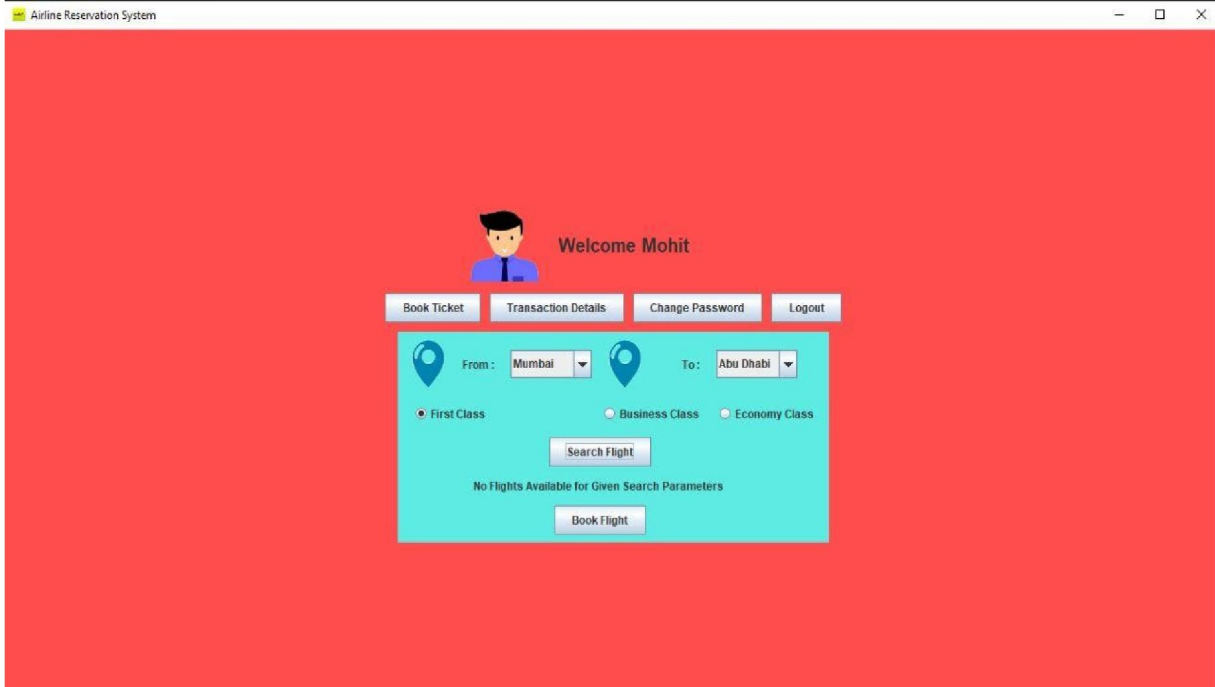 Airline Reservation System
Welcome Mohit
Book Ticket Transaction Details Change Password Logout
From : Mumbai To : Abu Dhabi
First Class Business Class Economy Class
Search Flight
No Flights Available for Given Search Parameters
Book Flight